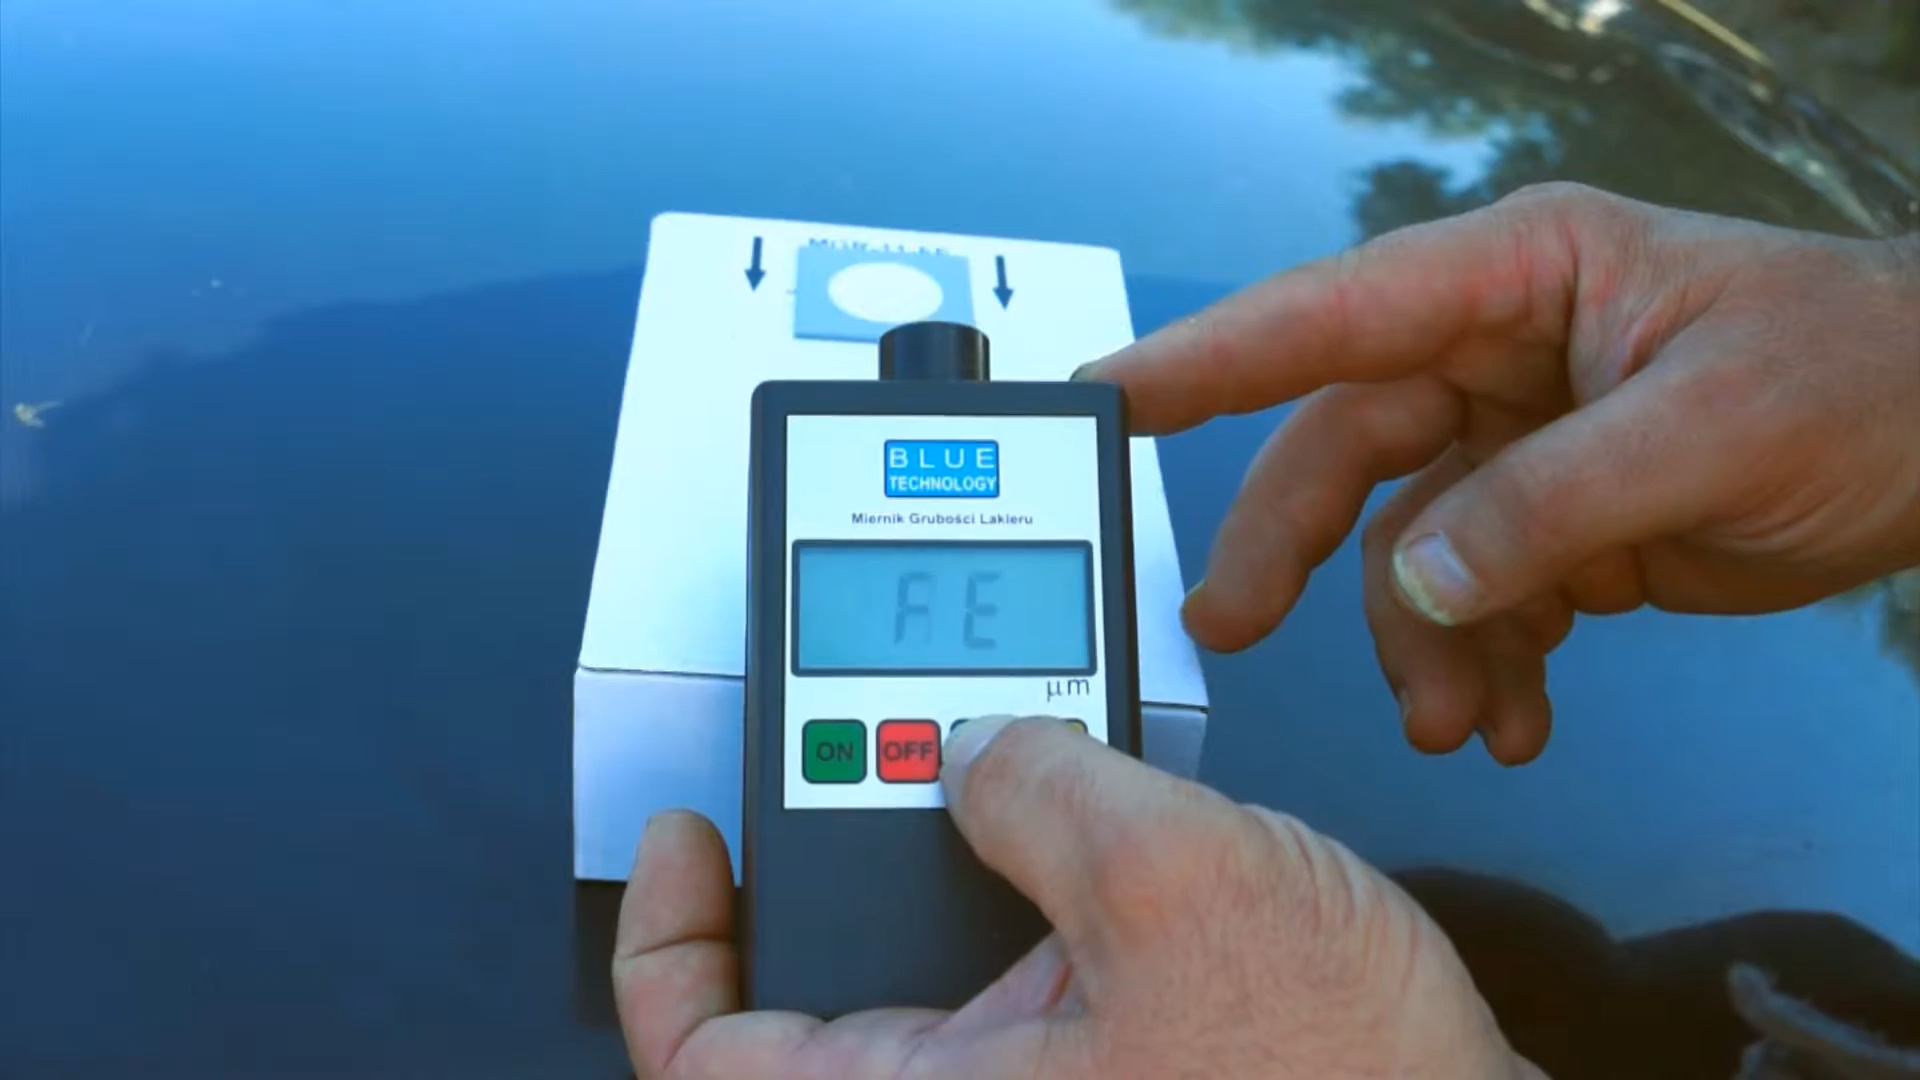 BLUE
TECHNOLOGY
Miernik Grubości Lakieru
FE
µm
ON OFF